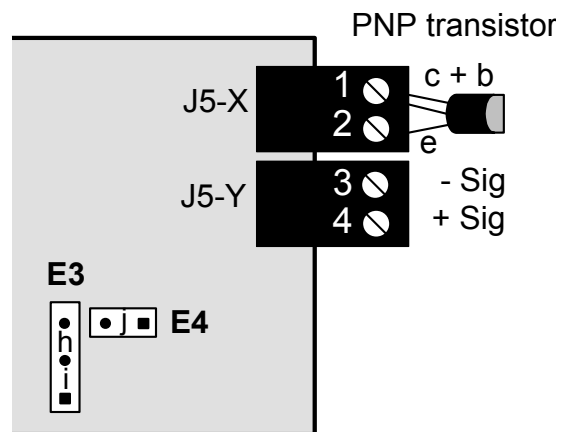 PNP transistor
J5-X
1
c + b
2
e
J5-Y
3
- Sig
4
+ Sig
E3
h
i
j
E4